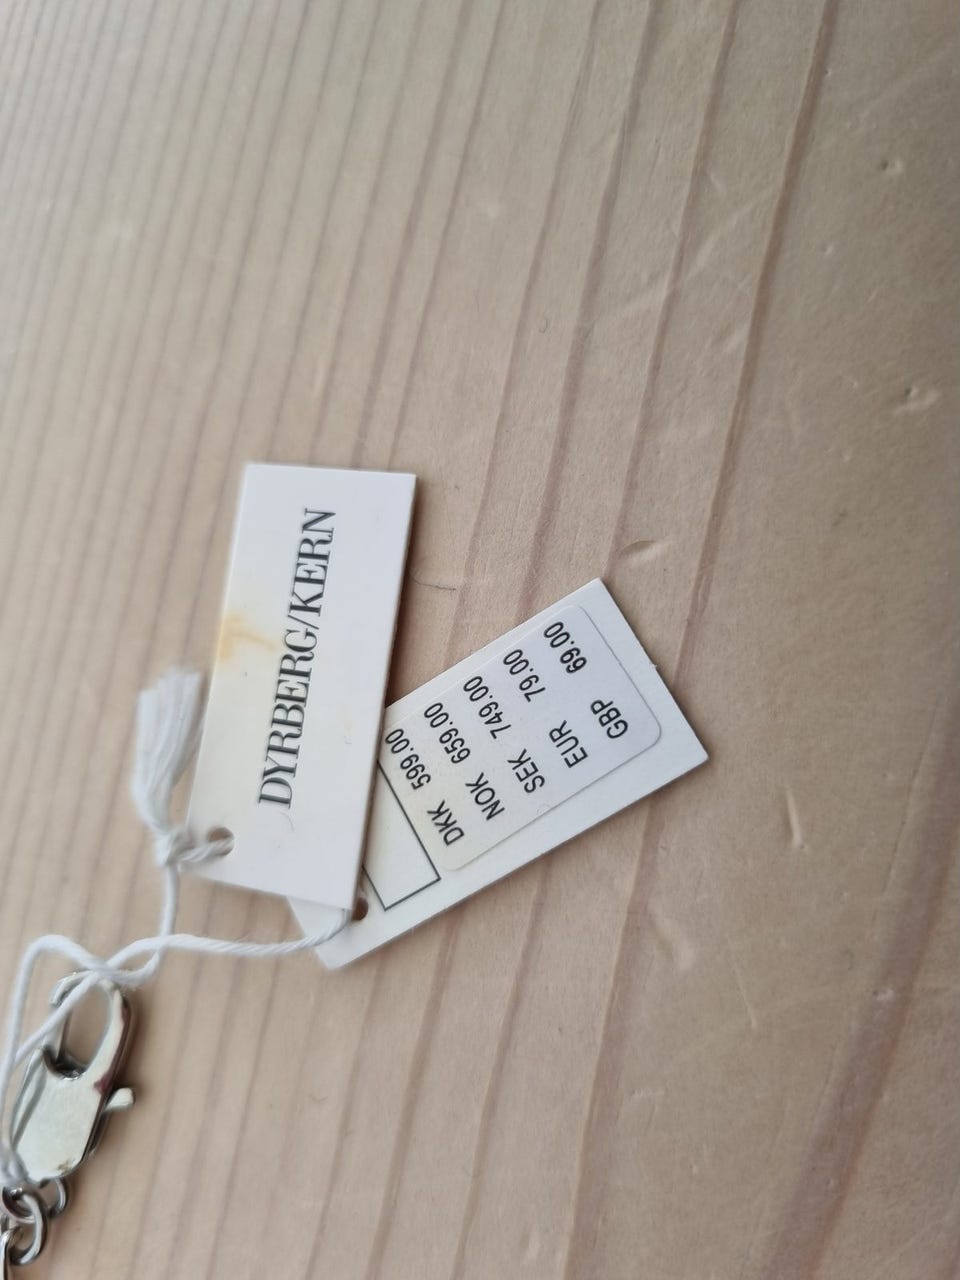 DYRBERG/KERN
DKK 599.00
NOK 659.00
SEK 749.00
EUR 79.00
GBP 69.00